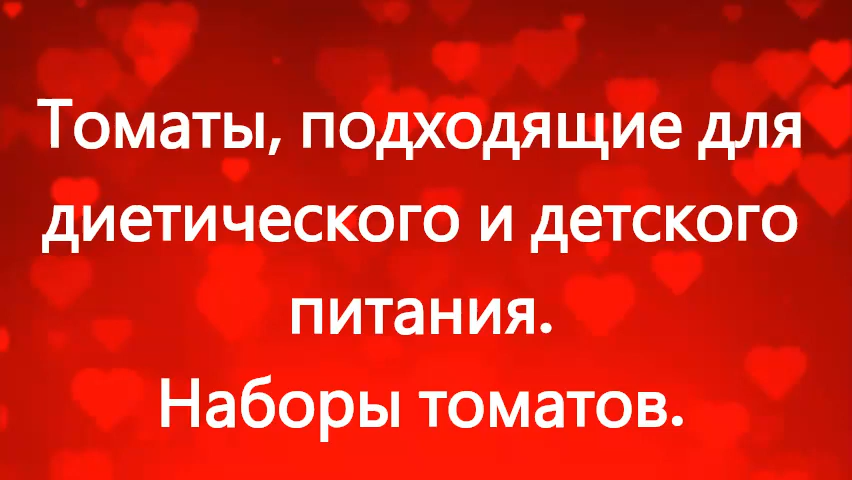 Томаты, подходящие для
диетического и детского
питания.
Наборы томатов.